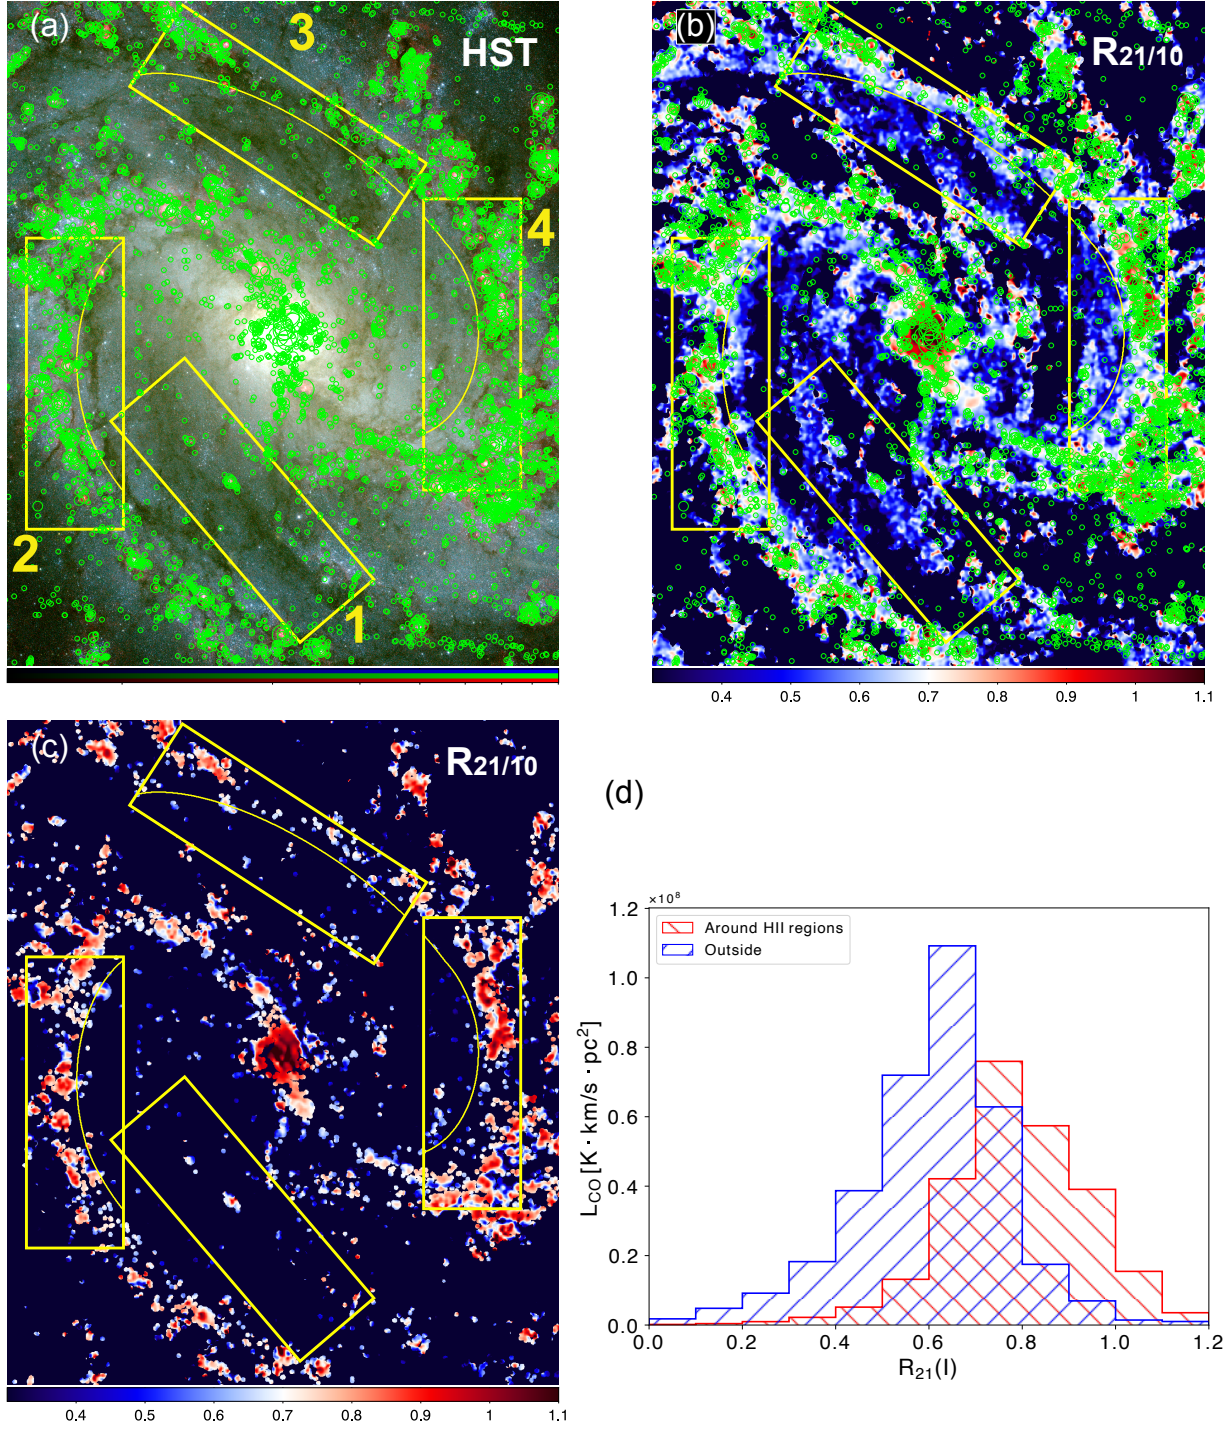 (a)
HST
3
4
2
1
(b)
R21/10
0.4 0.5 0.6 0.7 0.8 0.9 1 1.1
(c)
R21/10
0.4 0.5 0.6 0.7 0.8 0.9 1 1.1
(d)
×10⁸
1.2
1.0
0.8
0.6
0.4
0.2
0.0
L_CO [K · km/s · pc²]
Around HII regions
Outside
0.0 0.2 0.4 0.6 0.8 1.0 1.2
R₂₁(I)